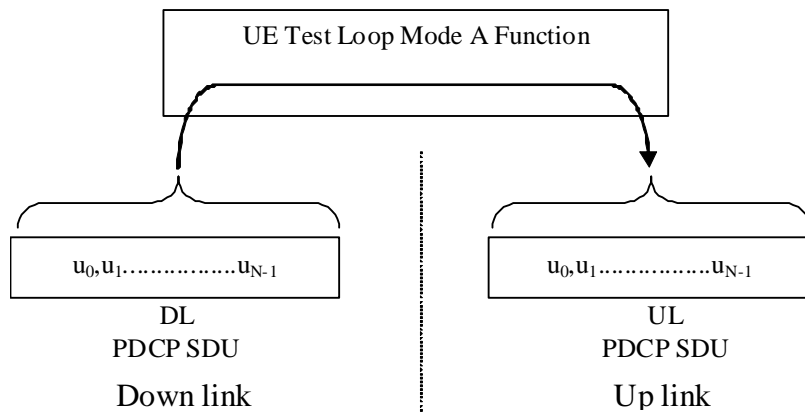 UE Test Loop Mode A Function
u0,u1..................uN-1
u0,u1..................uN-1
DL
PDCP SDU
UL
PDCP SDU
Down link
Up link